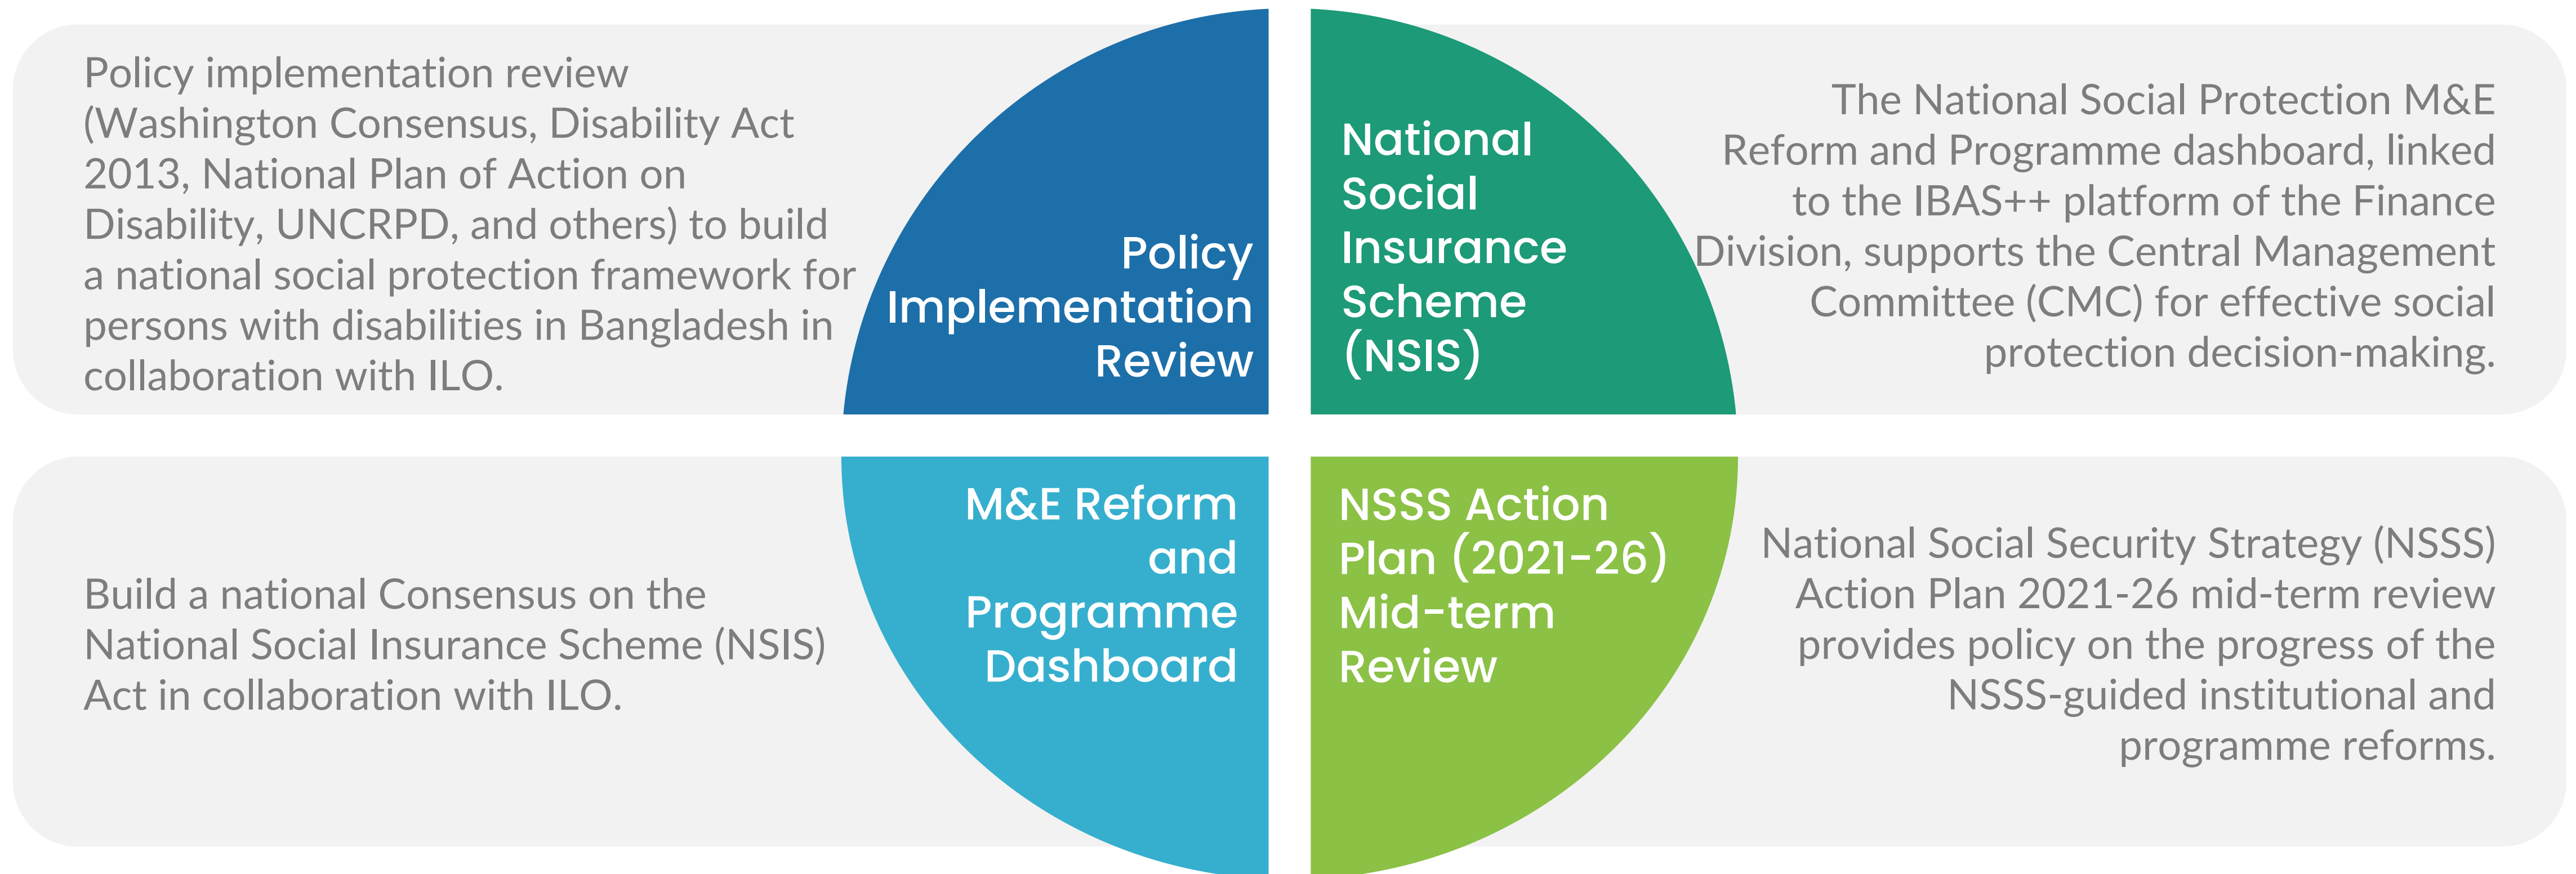 Policy implementation review
(Washington Consensus, Disability Act
2013, National Plan of Action on
Disability, UNCRPD, and others) to build
a national social protection framework for
persons with disabilities in Bangladesh in
collaboration with ILO.
Policy
Implementation
Review
National
Social
Insurance
Scheme
(NSIS)
The National Social Protection M&E
Reform and Programme dashboard, linked
to the IBAS++ platform of the Finance
Division, supports the Central Management
Committee (CMC) for effective social
protection decision-making.
Build a national Consensus on the
National Social Insurance Scheme (NSIS)
Act in collaboration with ILO.
M&E Reform
and
Programme
Dashboard
NSSS Action
Plan (2021-26)
Mid-term
Review
National Social Security Strategy (NSSS)
Action Plan 2021-26 mid-term review
provides policy on the progress of the
NSSS-guided institutional and
programme reforms.